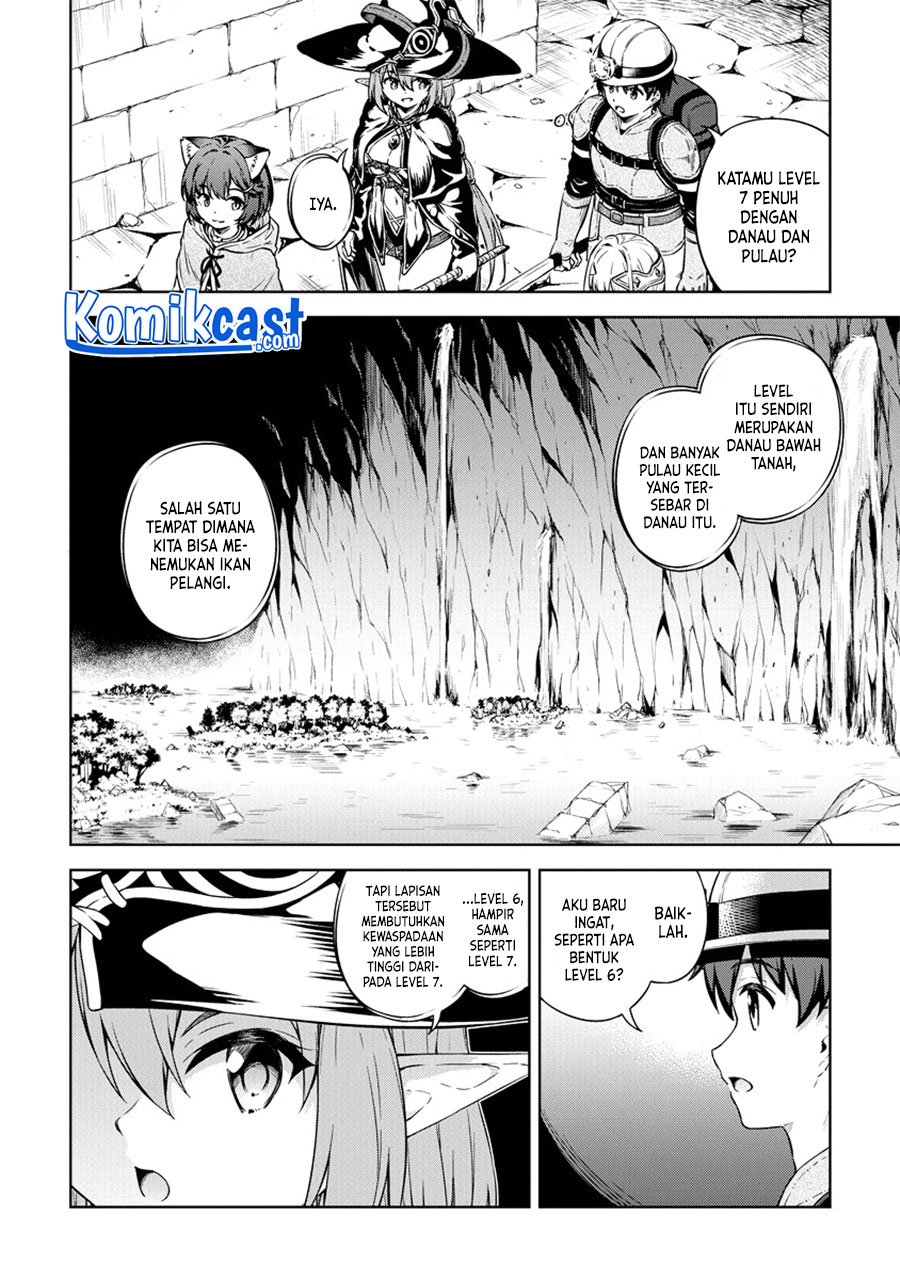 KATAMU LEVEL
7 PENUH
DENGAN
DANAU DAN
PULAU?
IYA.
Komikcast
.com
LEVEL
ITU SENDIRI
MERUPAKAN
DANAU BAWAH
TANAH,
DAN BANYAK
PULAU KECIL
YANG TER-
SEBAR DI
DANAU ITU.
SALAH SATU
TEMPAT DIMANA
KITA BISA ME-
NEMUKAN IKAN
PELANGI.
BAIK-
LAH.
AKU BARU
INGAT,
SEPERTI APA
BENTUK
LEVEL 6?
...LEVEL 6,
HAMPIR
SAMA
SEPERTI
LEVEL 7.
TAPI LAPISAN
TERSEBUT
MEMBUTUHKAN
KEWASPADAAN
YANG LEBIH
TINGGI DARI-
PADA LEVEL 7.